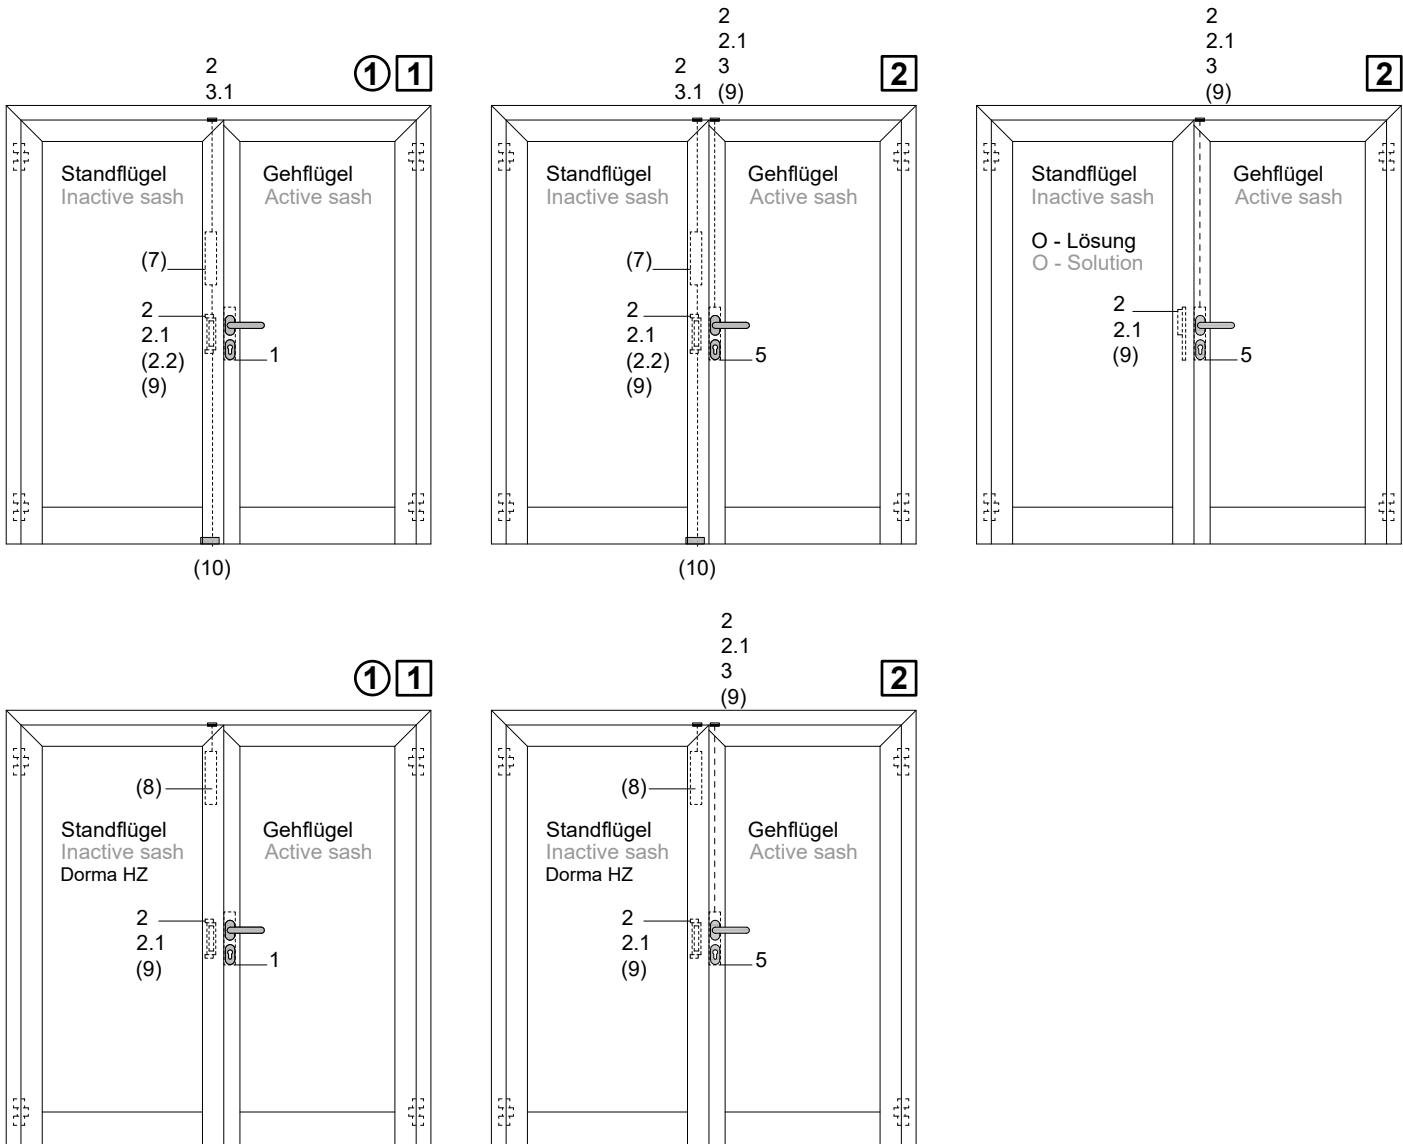 2
3.1
1 1
Standflügel
Inactive sash
Gehflügel
Active sash
(7)
2
2.1
(2.2)
(9)
1
(10)
2
3.1
2
2.1
3
(9)
2
Standflügel
Inactive sash
Gehflügel
Active sash
(7)
2
2.1
(2.2)
(9)
5
(10)
2
2.1
3
(9)
2
Standflügel
Inactive sash
O - Lösung
O - Solution
Gehflügel
Active sash
2
2.1
(9)
5
1 1
(8)
Standflügel
Inactive sash
Dorma HZ
Gehflügel
Active sash
2
2.1
(9)
1
2
2.1
3
(9)
2
(8)
Standflügel
Inactive sash
Dorma HZ
Gehflügel
Active sash
2
2.1
(9)
5